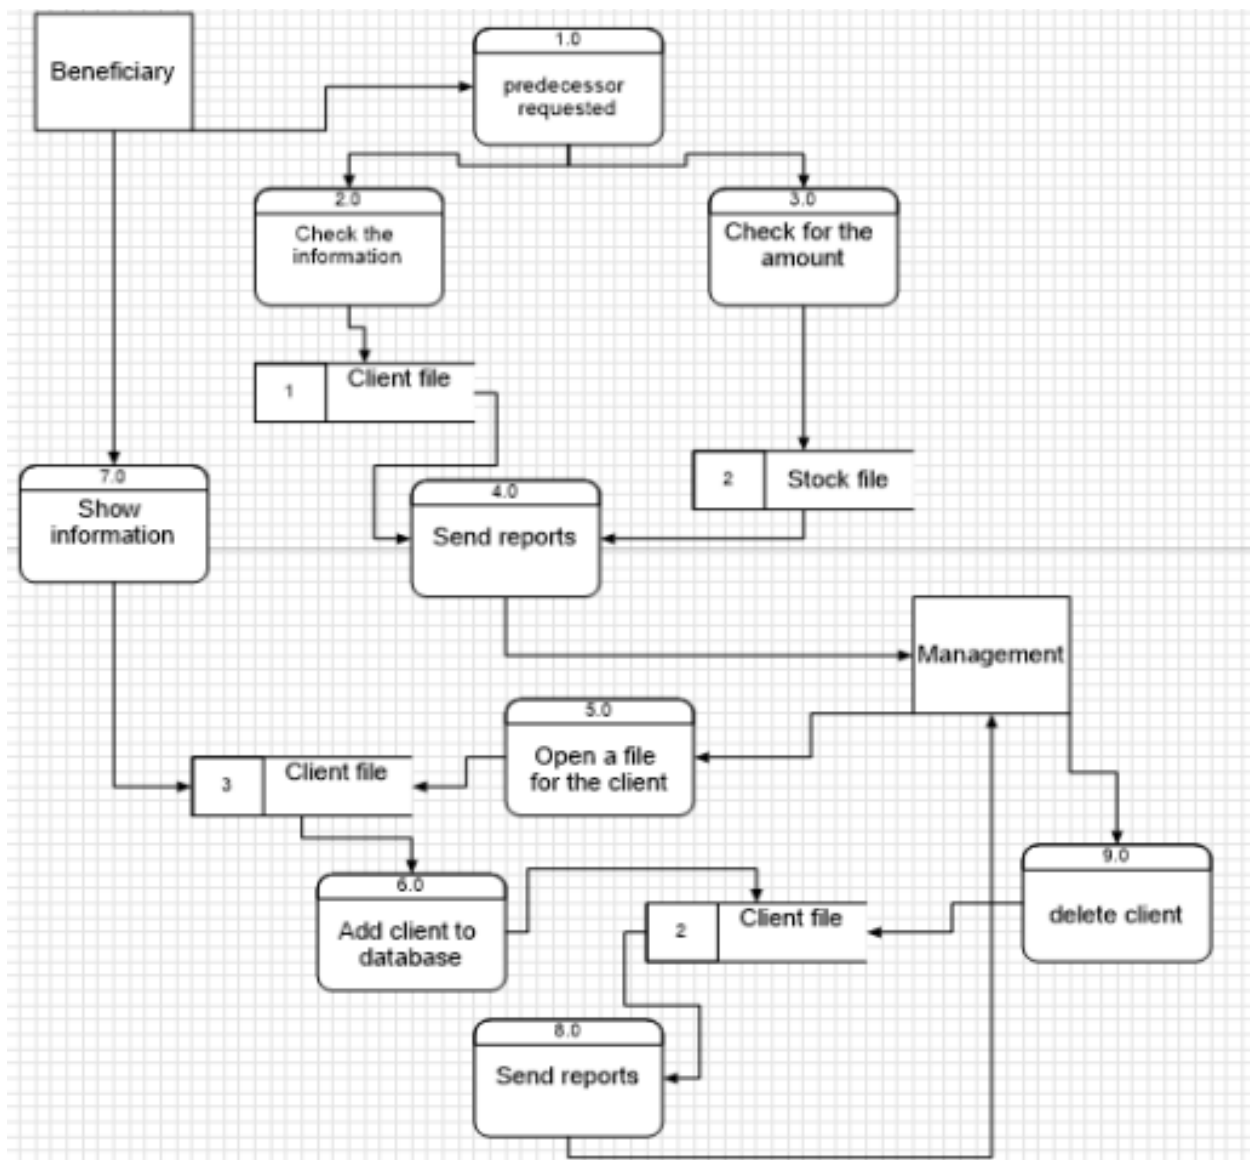 Beneficiary
1.0
predecessor
requested
2.0
Check the
information
3.0
Check for the
amount
1
Client file
7.0
Show
information
4.0
Send reports
2
Stock file
Management
5.0
Open a file
for the client
3
Client file
6.0
Add client to
database
2
Client file
9.0
delete client
8.0
Send reports